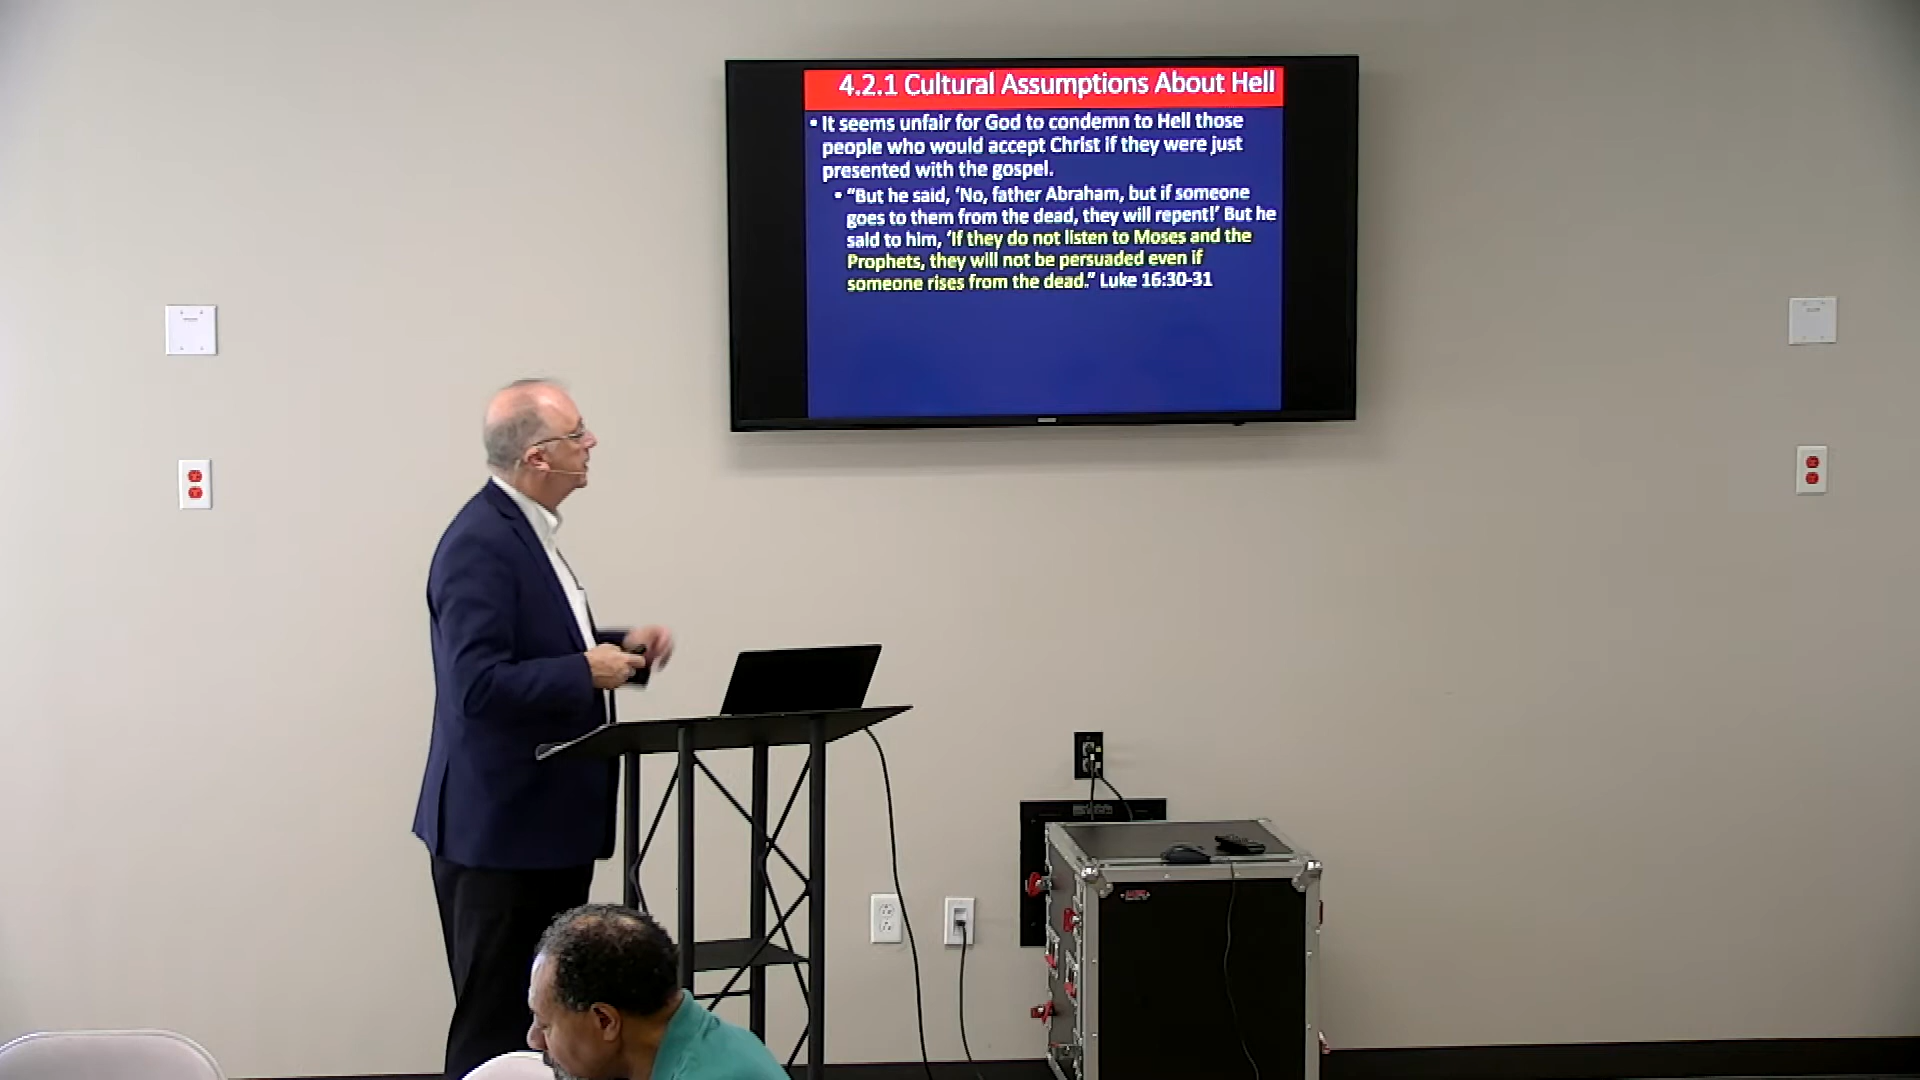 4.2.1 Cultural Assumptions About Hell
• It seems unfair for God to condemn to Hell those
people who would accept Christ if they were just
presented with the gospel.
• “But he said, ‘No, father Abraham, but if someone
goes to them from the dead, they will repent!’ But he
said to him, ‘If they do not listen to Moses and the
Prophets, they will not be persuaded even if
someone rises from the dead.” Luke 16:30-31